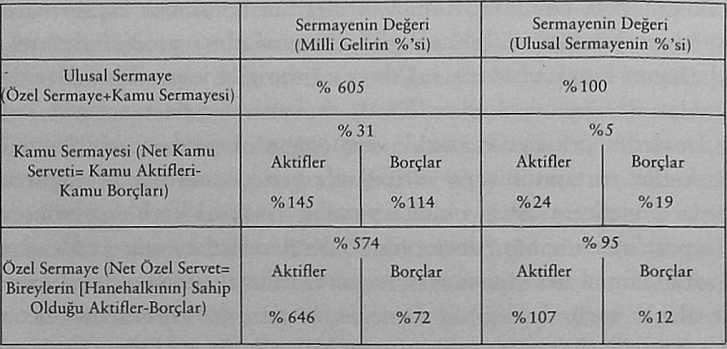 Sermayenin Değeri
(Milli Gelirin %'si)
Sermayenin Değeri
(Ulusal Sermayenin %'si)
Ulusal Sermaye
(Özel Sermaye+Kamu Sermayesi)
% 605
%100
Kamu Sermayesi (Net Kamu
Serveti= Kamu Aktifleri-
Kamu Borçları)
% 31
Aktifler
Borçlar
%145
%114
%5
Aktifler
Borçlar
%24
%19
Özel Sermaye (Net Özel Servet=
Bireylerin [Hanehalkının] Sahip
Olduğu Aktifler-Borçlar)
% 574
Aktifler
Borçlar
% 646
%72
% 95
Aktifler
Borçlar
%107
%12